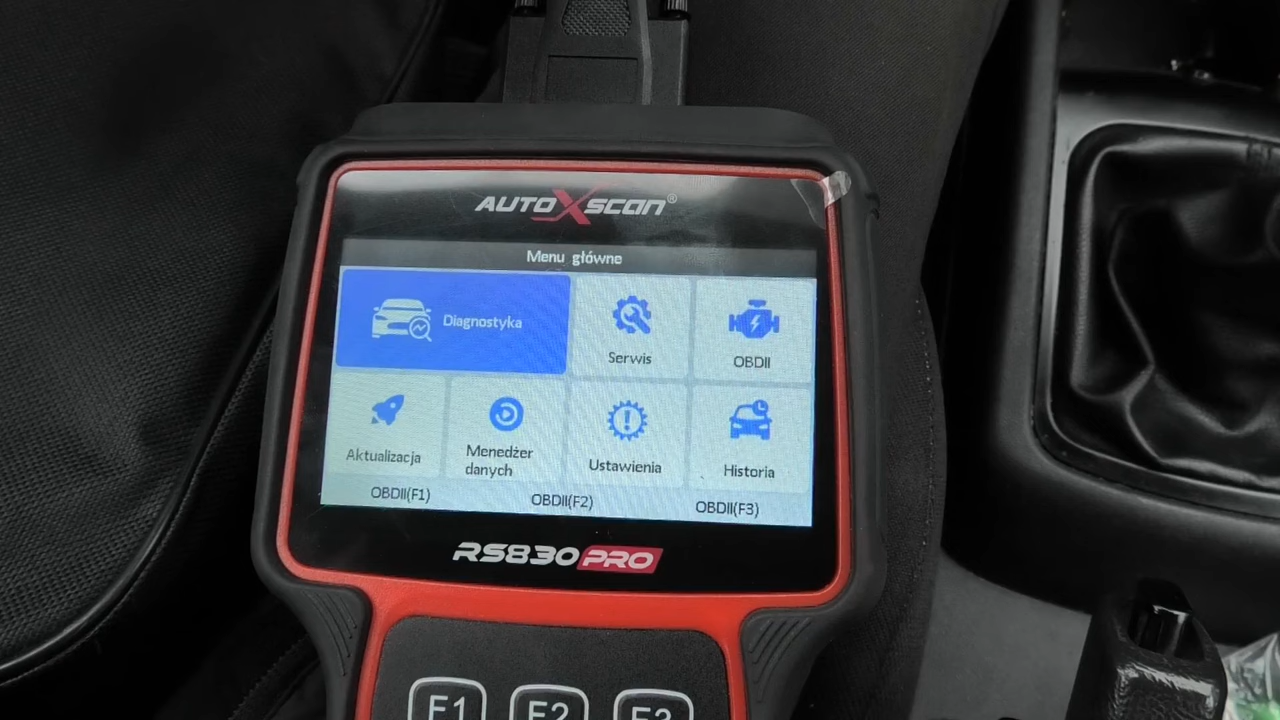 AUTOXSCAN®
Menu główne
Diagnostyka
Serwis
OBDII
Aktualizacja
Menedżer
danych
Ustawienia
Historia
OBDII(F1)
OBDII(F2)
OBDII(F3)
RS830PRO
F1
F2
F3